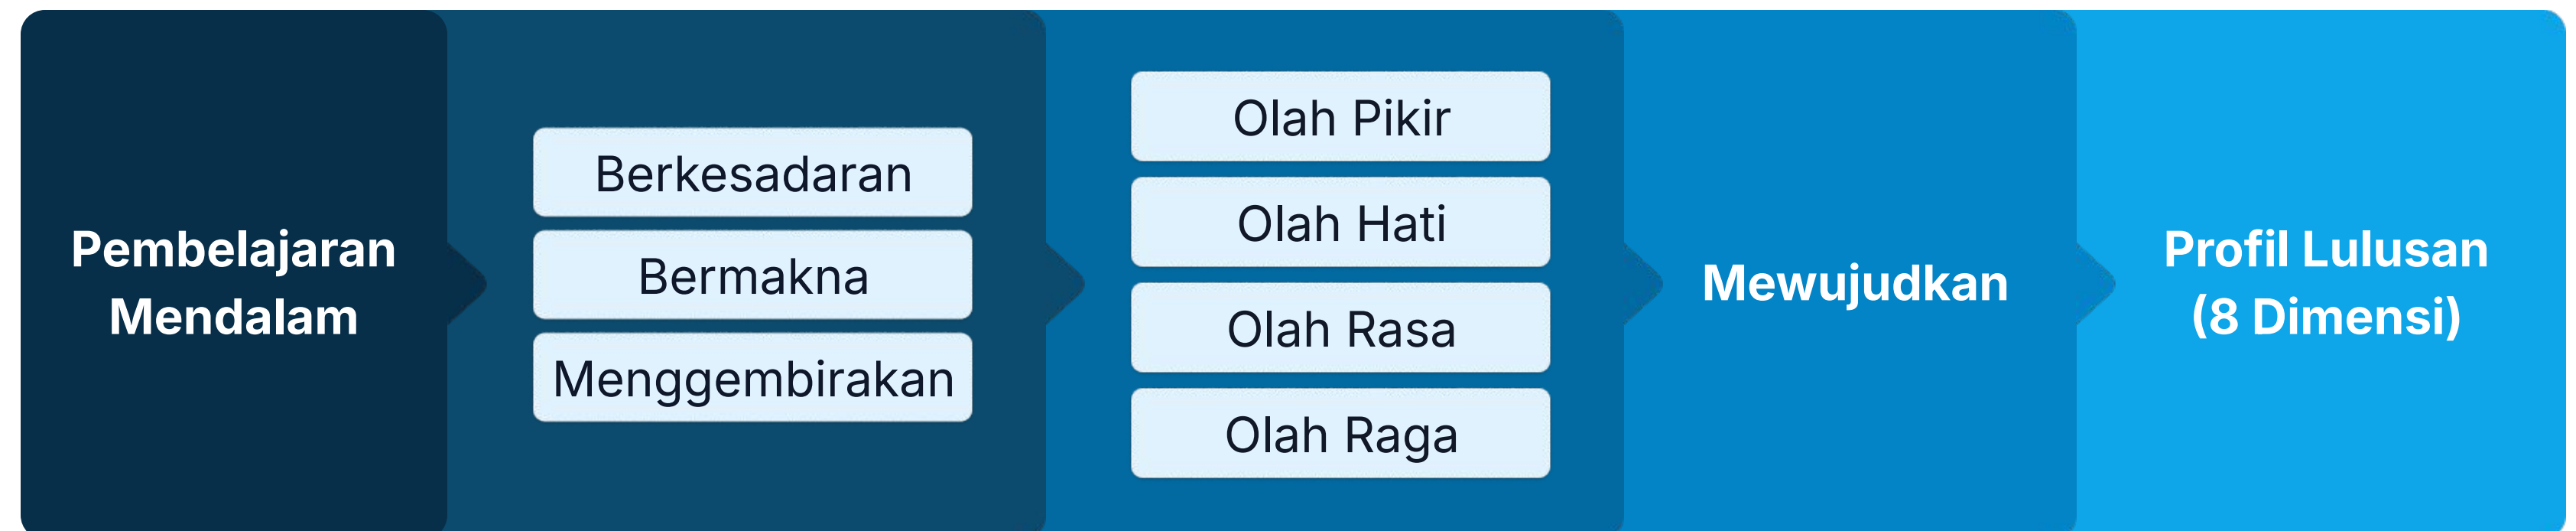 Pembelajaran
Mendalam
Berkesadaran
Bermakna
Menggembirakan
Olah Pikir
Olah Hati
Olah Rasa
Olah Raga
Mewujudkan
Profil Lulusan
(8 Dimensi)